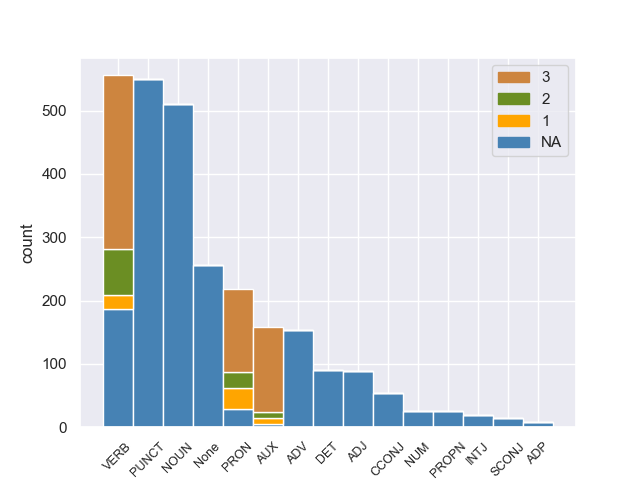 3
2
1
NA
count
500
400
300
200
100
0
VERB
PUNCT
NOUN
None
PRON
AUX
ADV
DET
ADJ
CCONJ
NUM
PROPN
INTJ
SCONJ
ADP